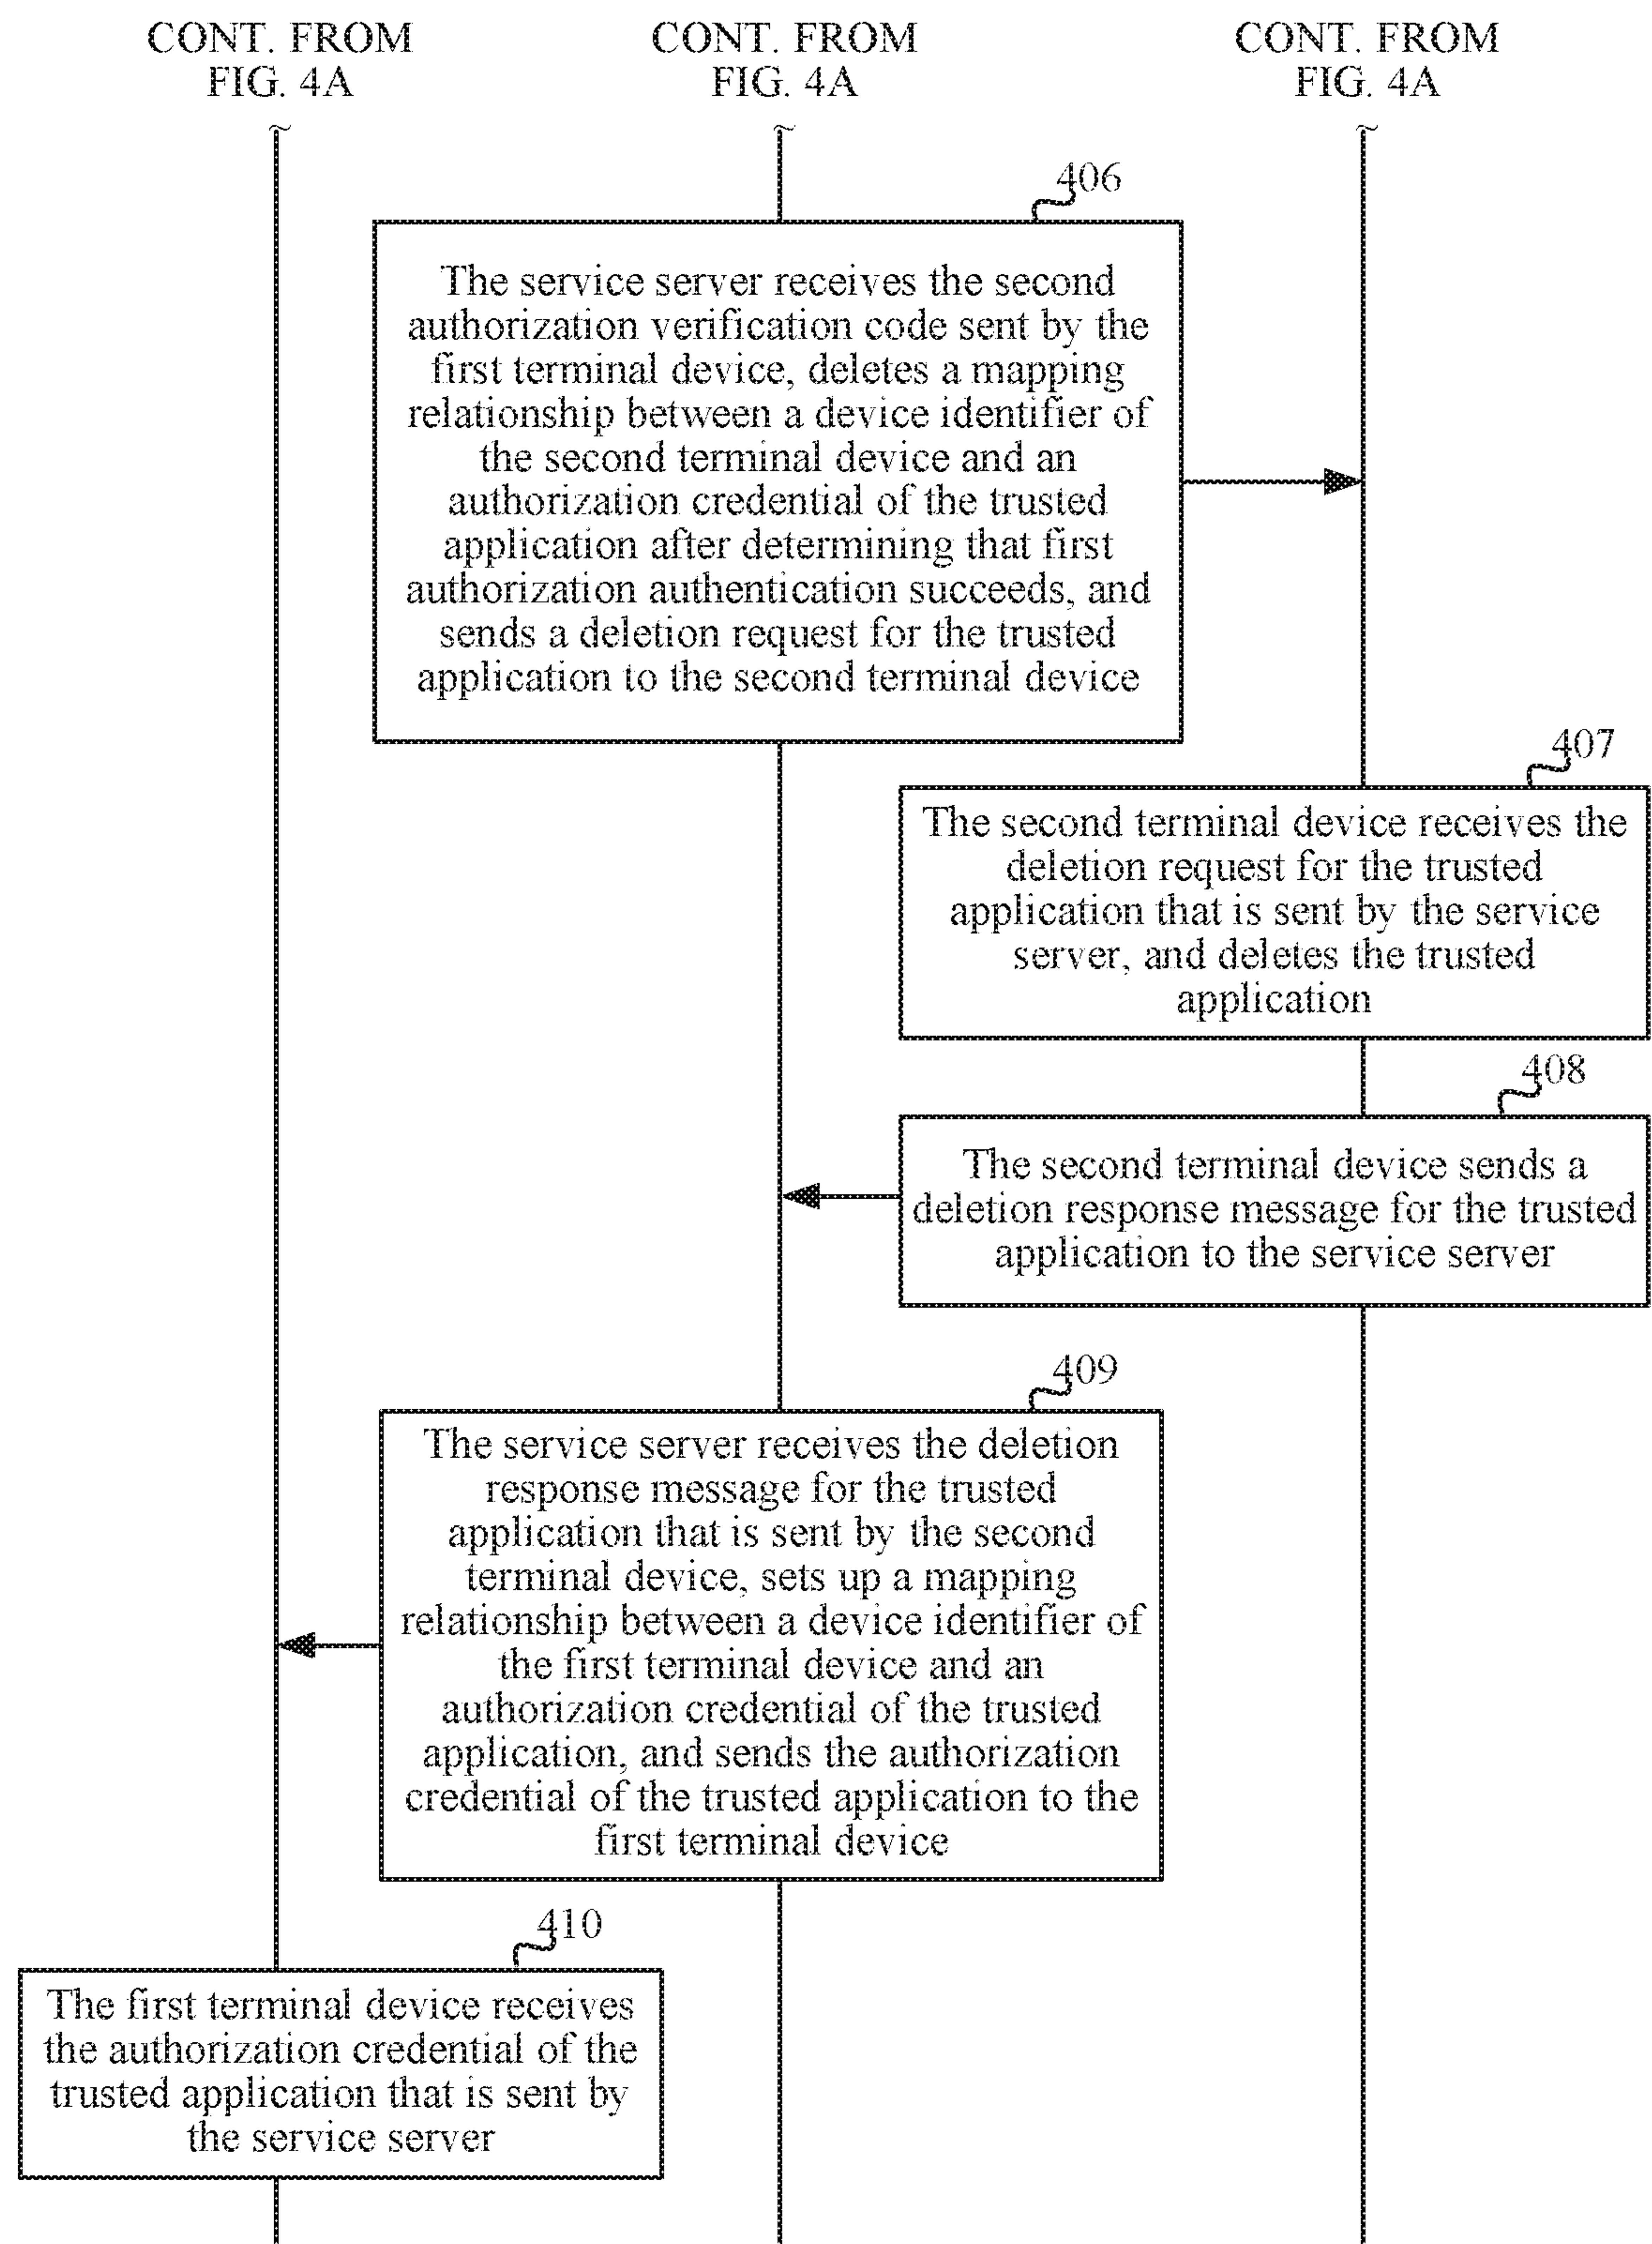 CONT. FROM
FIG. 4A
CONT. FROM
FIG. 4A
CONT. FROM
FIG. 4A
406
The service server receives the second
authorization verification code sent by the
first terminal device, deletes a mapping
relationship between a device identifier of
the second terminal device and an
authorization credential of the trusted
application after determining that first
authorization authentication succeeds, and
sends a deletion request for the trusted
application to the second terminal device
407
The second terminal device receives the
deletion request for the trusted
application that is sent by the service
server, and deletes the trusted
application
408
The second terminal device sends a
deletion response message for the trusted
application to the service server
409
The service server receives the deletion
response message for the trusted
application that is sent by the second
terminal device, sets up a mapping
relationship between a device identifier of
the first terminal device and an
authorization credential of the trusted
application, and sends the authorization
credential of the trusted application to the
first terminal device
410
The first terminal device receives
the authorization credential of the
trusted application that is sent by
the service server